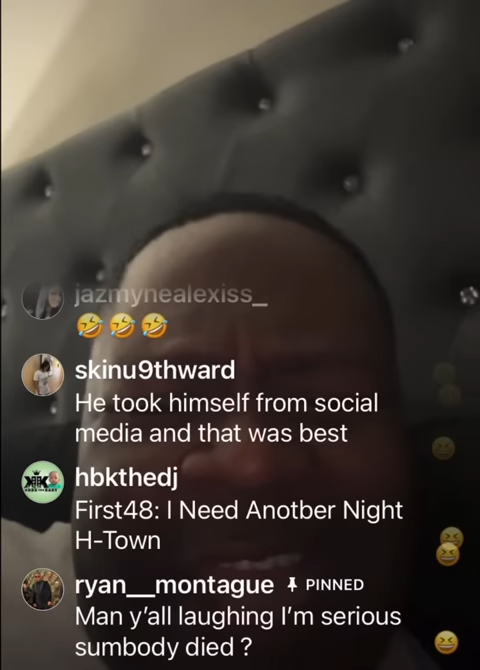 jazmynealexiss_
🤣🤣🤣
skinu9thward
He took himself from social
media and that was best
hbkthedj
First48: I Need Anotber Night
H-Town
ryan__montague PINNED
Man y'all laughing I'm serious
sumbody died ?